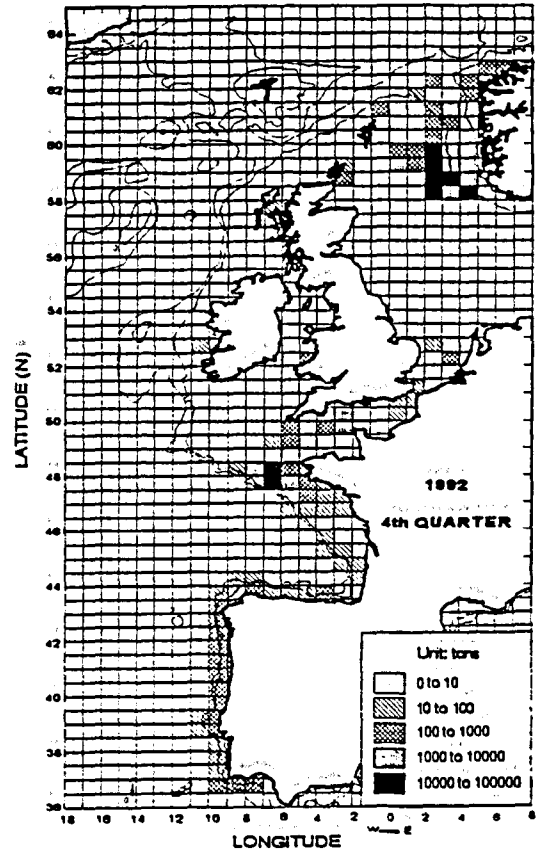 64
62
60
58
56
54
52
50
48
46
44
42
40
38
36
LATITUDE (N)
1992
4th QUARTER
Unit: tons
0 to 10
10 to 100
100 to 1000
1000 to 10000
10000 to 100000
18 16 14 12 10 8 6 4 2 0 2 4 6 8
W—E
LONGITUDE